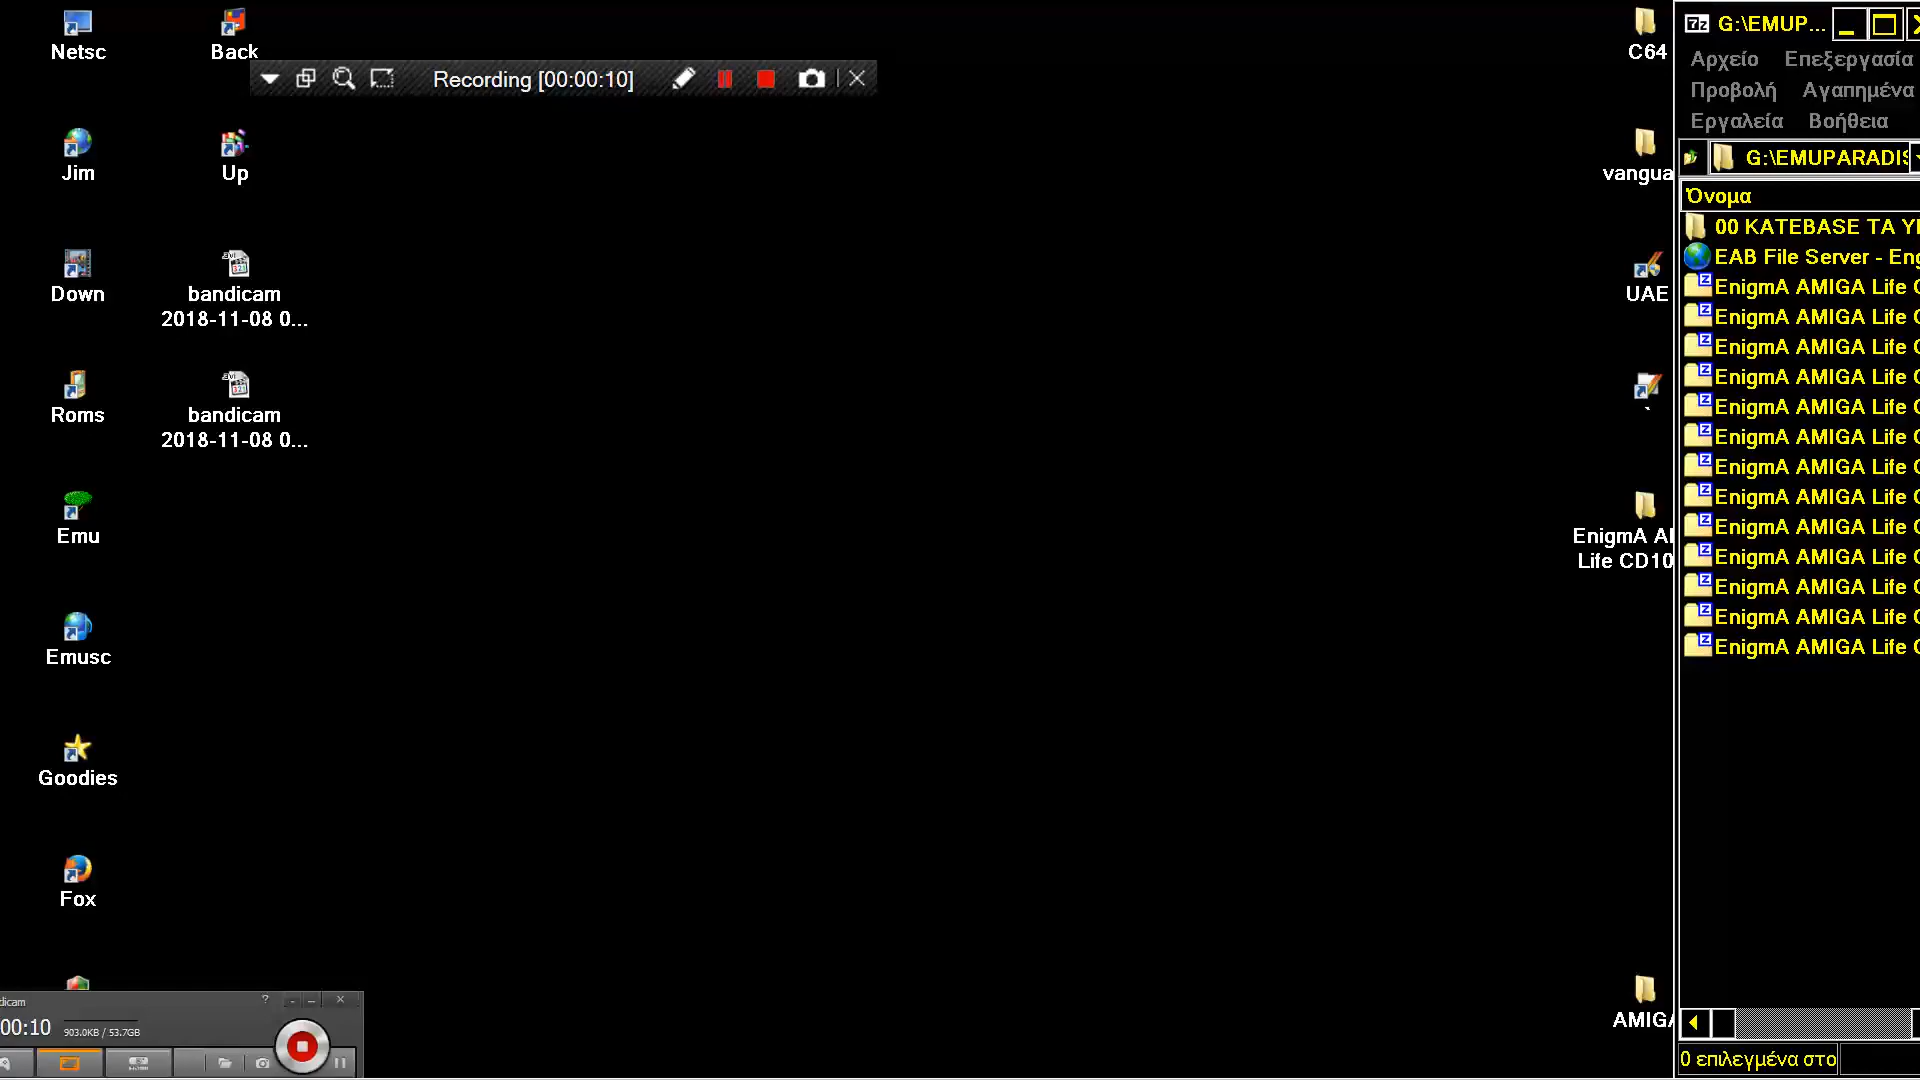 Netsc
Back
Recording [00:00:10]
Jim
Up
Down
bandicam
2018-11-08 0...
Roms
bandicam
2018-11-08 0...
Emu
Emusc
Goodies
Fox
dicam
?
00:10
903.0KB / 53.7GB
C64
vangua
UAE
EnigmA A
Life CD10
AMIGA
7z G:\EMUP...
Αρχείο Επεξεργασία
Προβολή Αγαπημένα
Εργαλεία Βοήθεια
G:\EMUPARADIS
Όνομα
00 KATEBASE TA Y
EAB File Server - Enig
EnigmA AMIGA Life C
EnigmA AMIGA Life C
EnigmA AMIGA Life C
EnigmA AMIGA Life C
EnigmA AMIGA Life C
EnigmA AMIGA Life C
EnigmA AMIGA Life C
EnigmA AMIGA Life C
EnigmA AMIGA Life C
EnigmA AMIGA Life C
EnigmA AMIGA Life C
EnigmA AMIGA Life C
EnigmA AMIGA Life C
0 επιλεγμένα στο